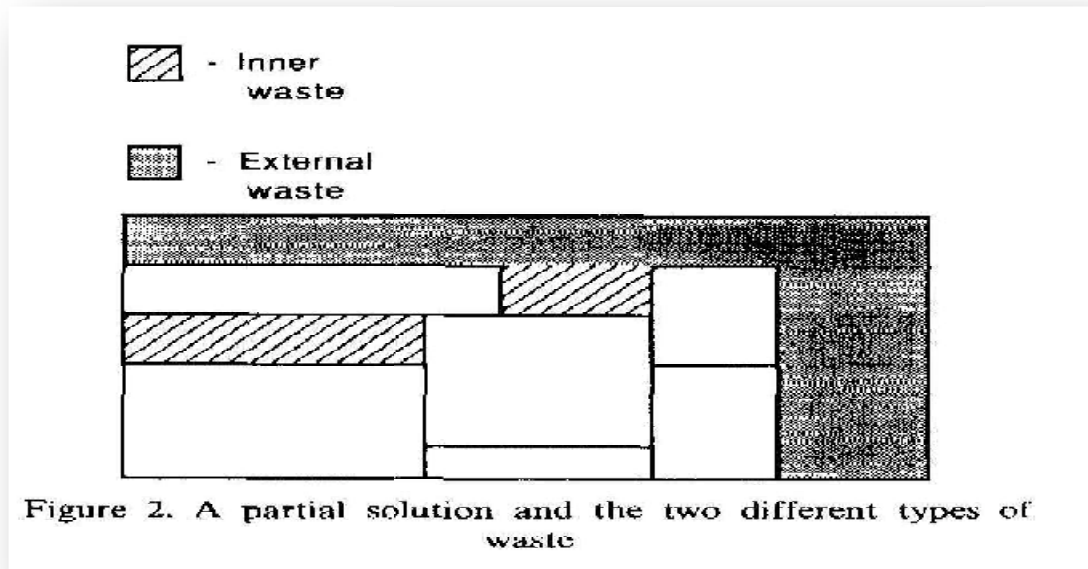 - Inner
waste
- External
waste
Figure 2. A partial solution and the two different types of
waste